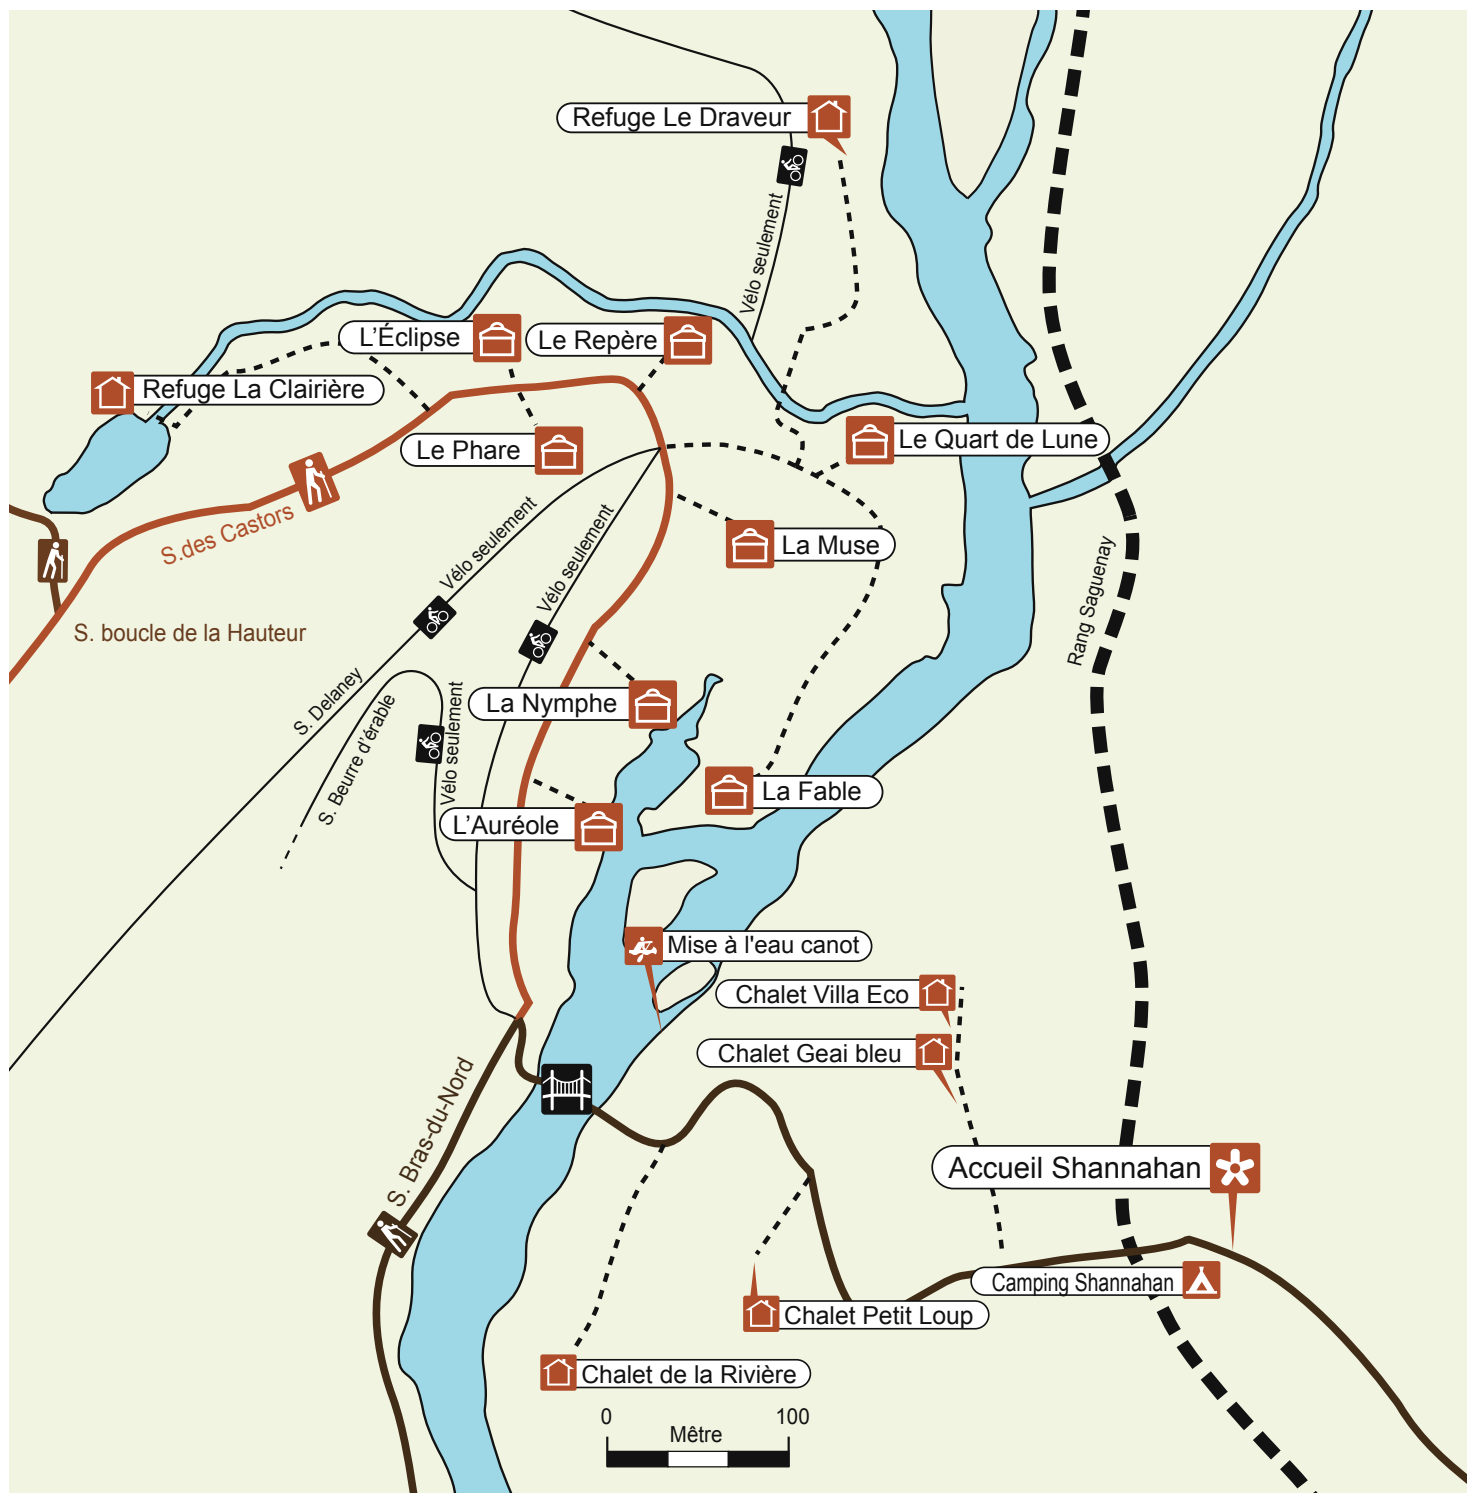 Refuge Le Draveur
Vélo seulement
L'Éclipse
Le Repère
Refuge La Clairière
Le Phare
Le Quart de Lune
S.des Castors
Vélo seulement
Vélo seulement
La Muse
Rang Saguenay
S. boucle de la Hauteur
S. Delaney
S. Beurre d'érable
Vélo seulement
La Nymphe
La Fable
L'Auréole
Mise à l'eau canot
Chalet Villa Eco
Chalet Geai bleu
S. Bras-du-Nord
Accueil Shannahan
Camping Shannahan
Chalet Petit Loup
Chalet de la Rivière
0 100
Mêtre